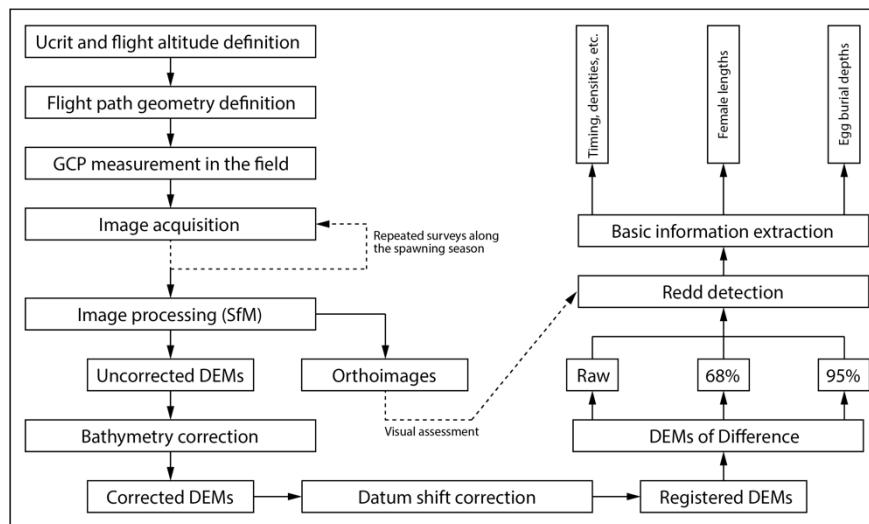 Ucrit and flight altitude definition
Flight path geometry definition
GCP measurement in the field
Image acquisition
Repeated surveys along
the spawning season
Image processing (SfM)
Uncorrected DEMs
Orthoimages
Visual assessment
Bathymetry correction
Corrected DEMs
Datum shift correction
Registered DEMs
DEMs of Difference
Raw
68%
95%
Redd detection
Basic information extraction
Timing, densities, etc.
Female lengths
Egg burial depths